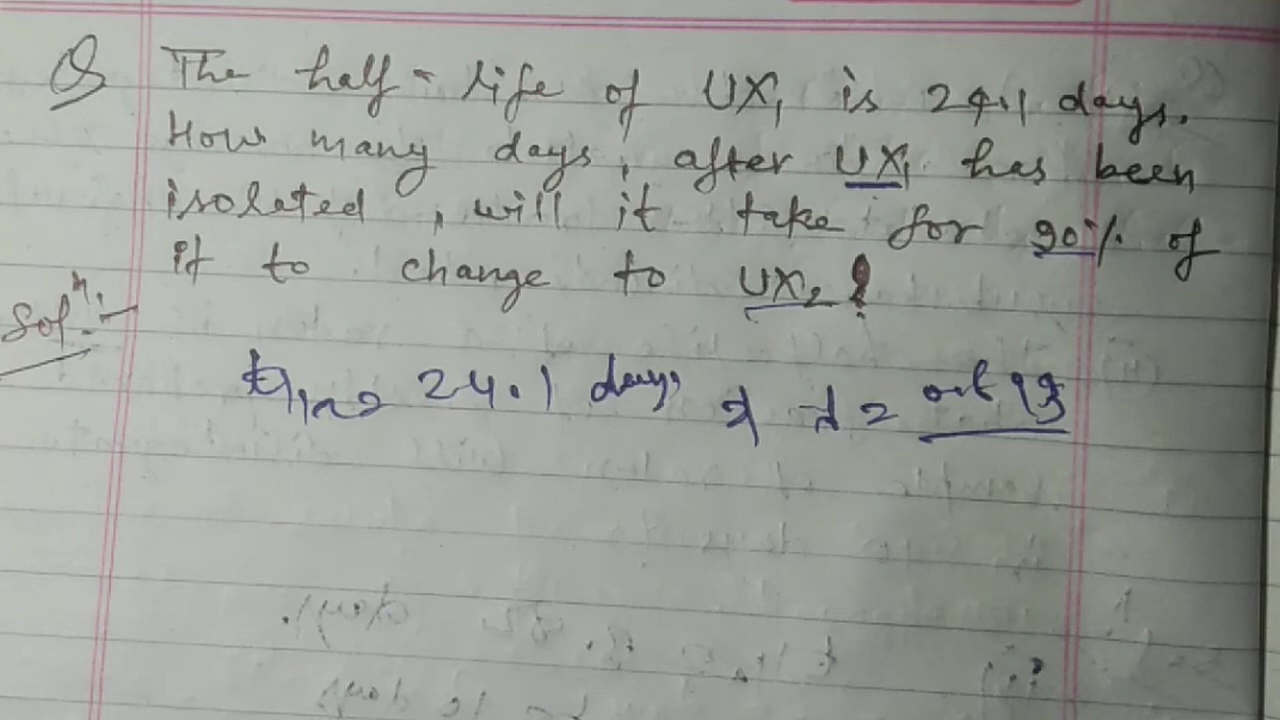 Q The half-life of UX₁ is 24.1 days.
How many days, after UX₁ has been
isolated, will it take for 90% of
it to change to UX₂?
Solⁿ:-
t₁/₂ = 24.1 days λ =